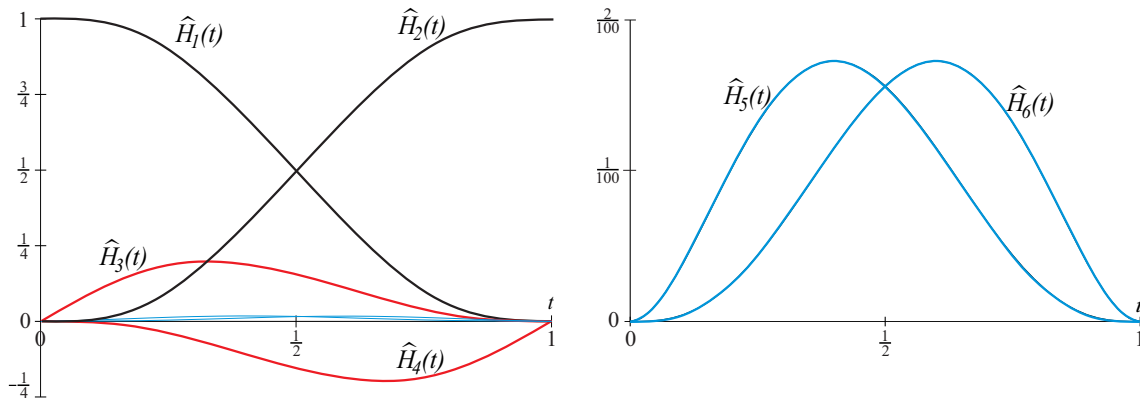 1
Ĥ₁(t)
Ĥ₂(t)
3/4
1/2
1/4
Ĥ₃(t)
0
t
0
1/2
1
Ĥ₄(t)
-1/4
2/100
Ĥ₅(t)
Ĥ₆(t)
1/100
0
t
0
1/2
1